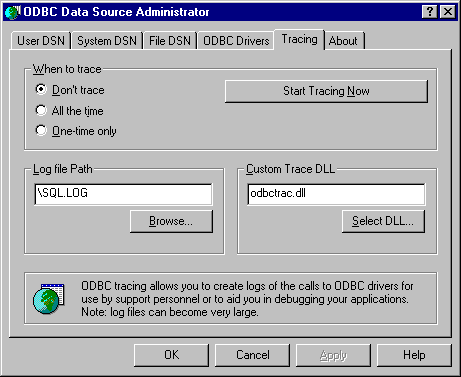 ODBC Data Source Administrator
User DSN System DSN File DSN ODBC Drivers Tracing About
When to trace
Don't trace
All the time
One-time only
Start Tracing Now
Log file Path
\SQL.LOG
Browse...
Custom Trace DLL
odbctrac.dll
Select DLL...
ODBC tracing allows you to create logs of the calls to ODBC drivers for
use by support personnel or to aid you in debugging your applications.
Note: log files can become very large.
OK Cancel Apply Help